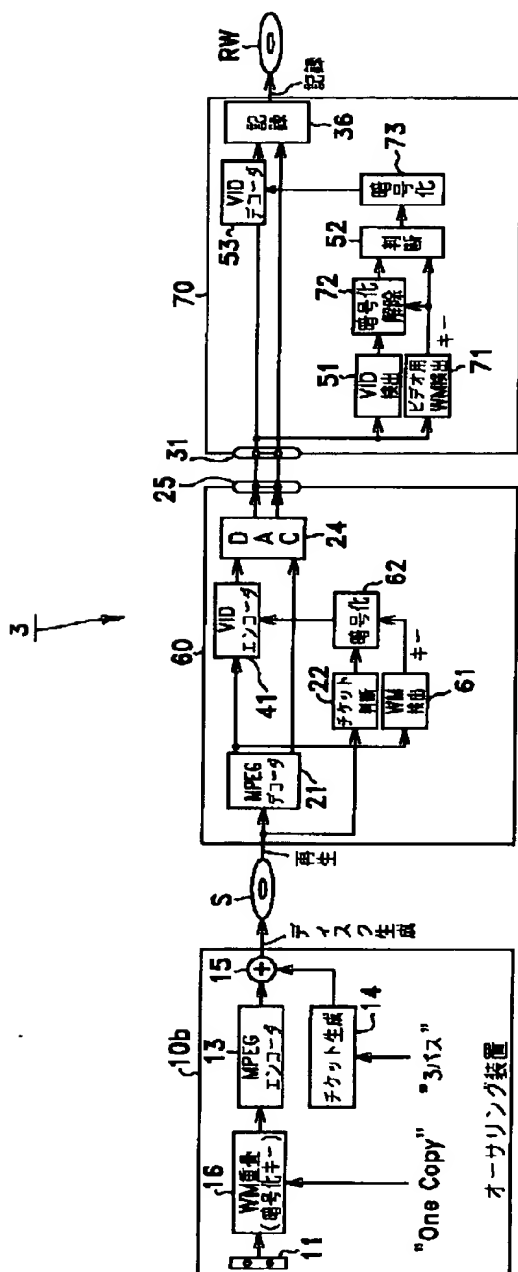 3
10b
11
16
WM重畳
(暗号化キー)
"One Copy"
13
MPEG
エンコーダ
15
チケット生成
14
"3パス"
オーサリング装置
ディスク生成
S
再生
60
MPEG
デコーダ
21
VID
エンコーダ
41
チケット
判断
22
WM
検出
61
キー
暗号化
62
DAC
24
25
31
70
VID
デコーダ
53
VID
検出
51
ビデオ用
WM検出
71
キー
暗号化
解除
72
判断
52
暗号化
73
記録
36
記録
RW